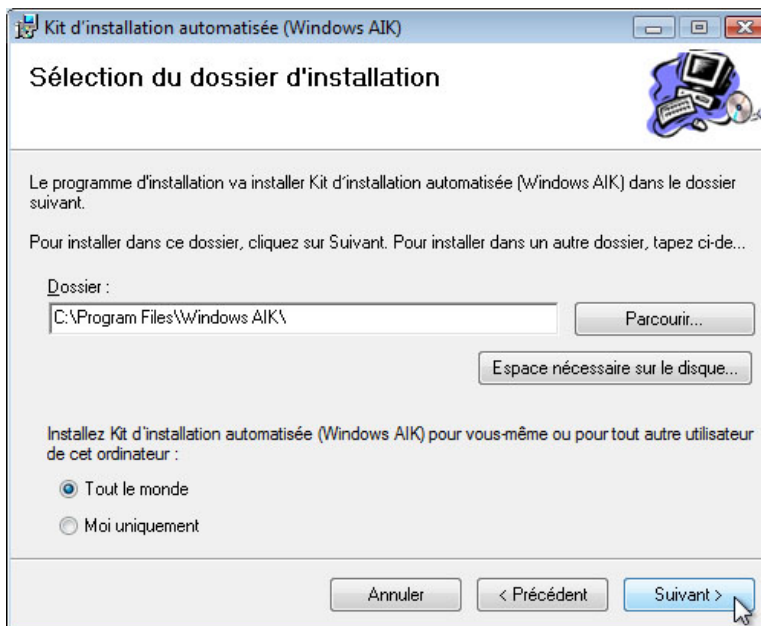 Kit d'installation automatisée (Windows AIK)
Sélection du dossier d'installation
Le programme d'installation va installer Kit d'installation automatisée (Windows AIK) dans le dossier
suivant.
Pour installer dans ce dossier, cliquez sur Suivant. Pour installer dans un autre dossier, tapez ci-de...
Dossier :
C:\Program Files\Windows AIK\
Parcourir...
Espace nécessaire sur le disque...
Installez Kit d'installation automatisée (Windows AIK) pour vous-même ou pour tout autre utilisateur
de cet ordinateur :
Tout le monde
Moi uniquement
Annuler
< Précédent
Suivant >